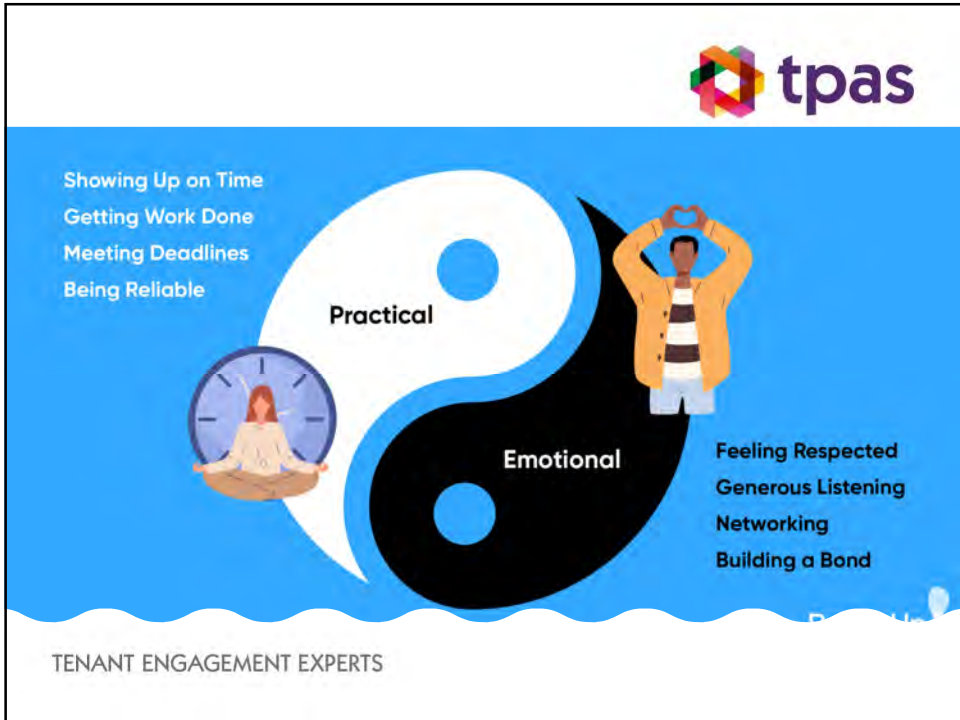 tpas
Showing Up on Time
Getting Work Done
Meeting Deadlines
Being Reliable
Practical
Emotional
Feeling Respected
Generous Listening
Networking
Building a Bond
TENANT ENGAGEMENT EXPERTS